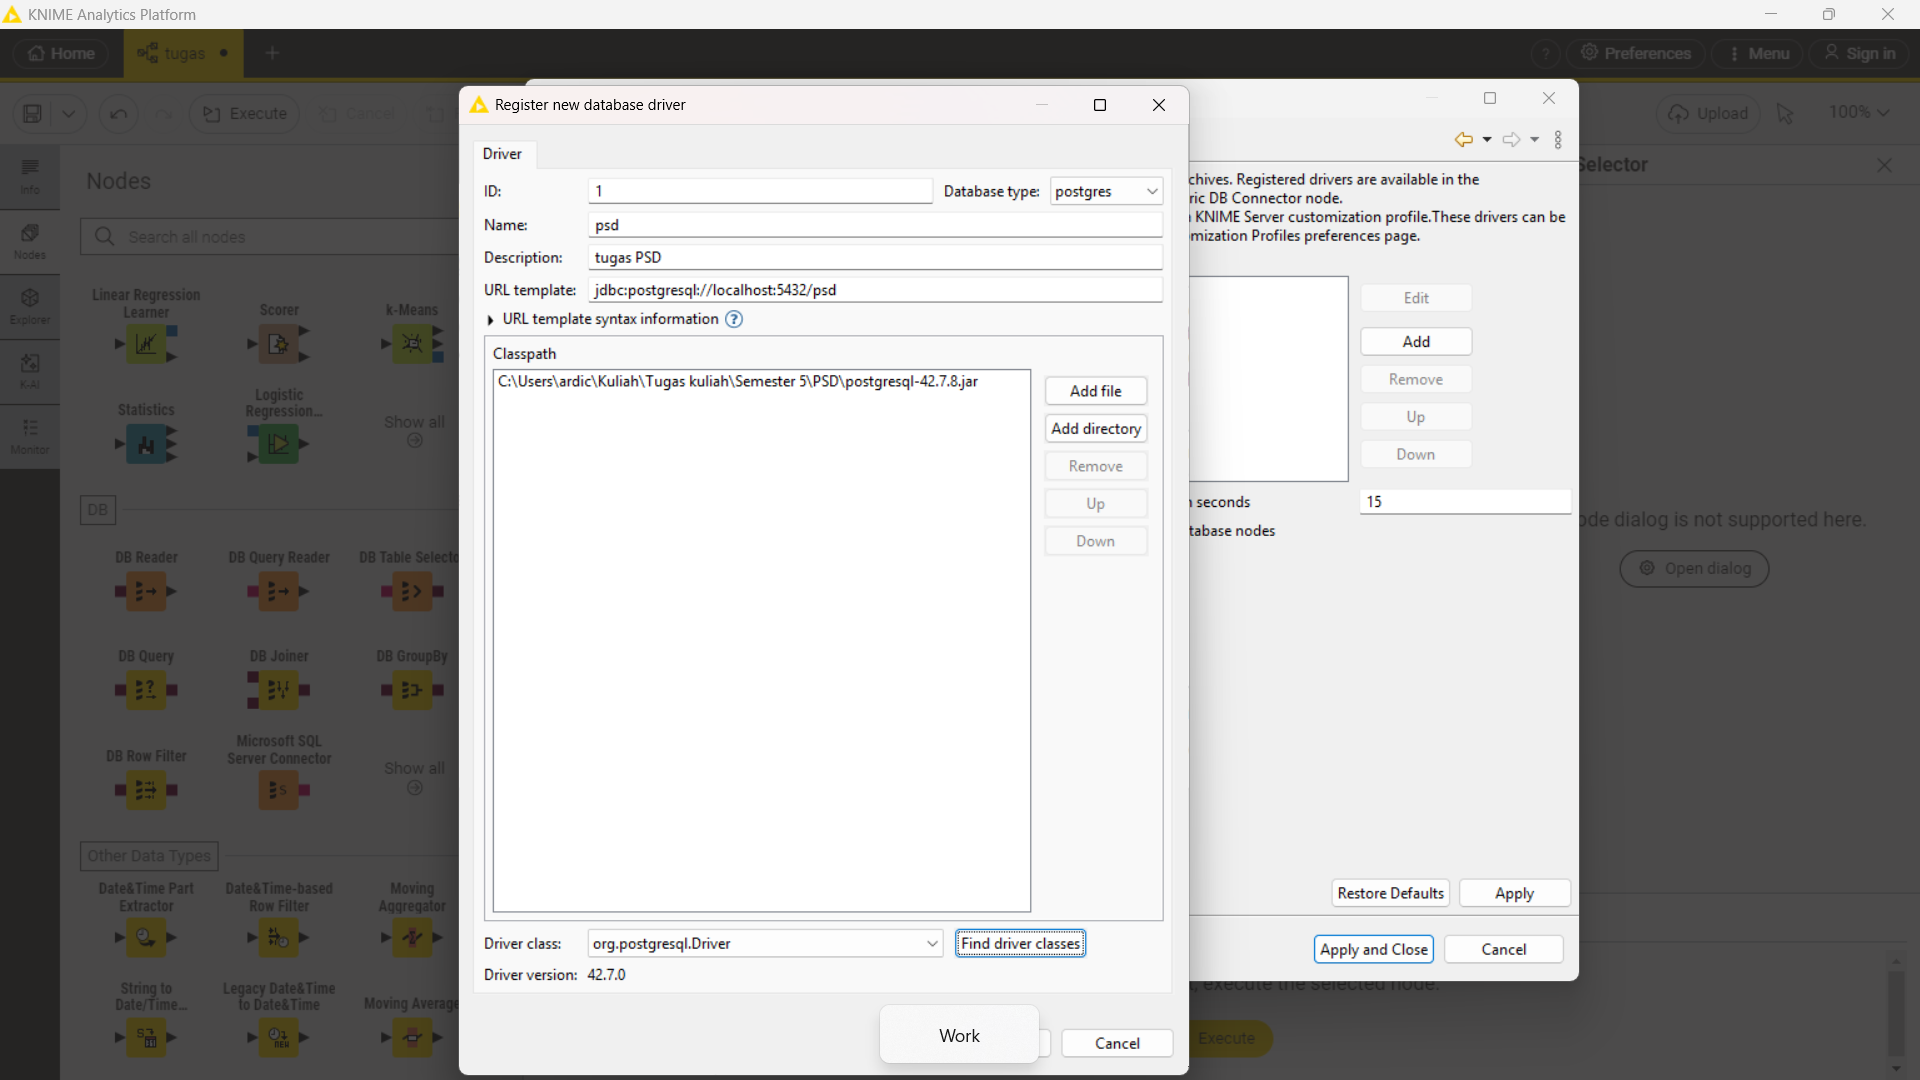 KNIME Analytics Platform
Home
tugas
Preferences
Menu
Sign in
Execute
Cancel
Upload
100%
Info
Nodes
Explorer
K-AI
Monitor
Nodes
Search all nodes
Linear Regression
Learner
Scorer
k-Means
Statistics
Logistic
Regression...
Show all
DB
DB Reader
DB Query Reader
DB Table Selecto
DB Query
DB Joiner
DB GroupBy
DB Row Filter
Microsoft SQL
Server Connector
Show all
Other Data Types
Date&Time Part
Extractor
Date&Time-based
Row Filter
Moving
Aggregator
String to
Date/Time...
Legacy Date&Time
to Date&Time
Moving Average
Register new database driver
Driver
ID:
1
Database type:
postgres
Name:
psd
Description:
tugas PSD
URL template:
jdbc:postgresql://localhost:5432/psd
URL template syntax information
Classpath
C:\Users\ardic\Kuliah\Tugas kuliah\Semester 5\PSD\postgresql-42.7.8.jar
Add file
Add directory
Remove
Up
Down
Driver class:
org.postgresql.Driver
Find driver classes
Driver version: 42.7.0
Work
Cancel
chives. Registered drivers are available in the
ric DB Connector node.
KNIME Server customization profile.These drivers can be
mization Profiles preferences page.
Edit
Add
Remove
Up
Down
seconds
15
tabase nodes
Restore Defaults
Apply
Apply and Close
Cancel
Selector
ode dialog is not supported here.
Open dialog
execute the selected node.
Execute